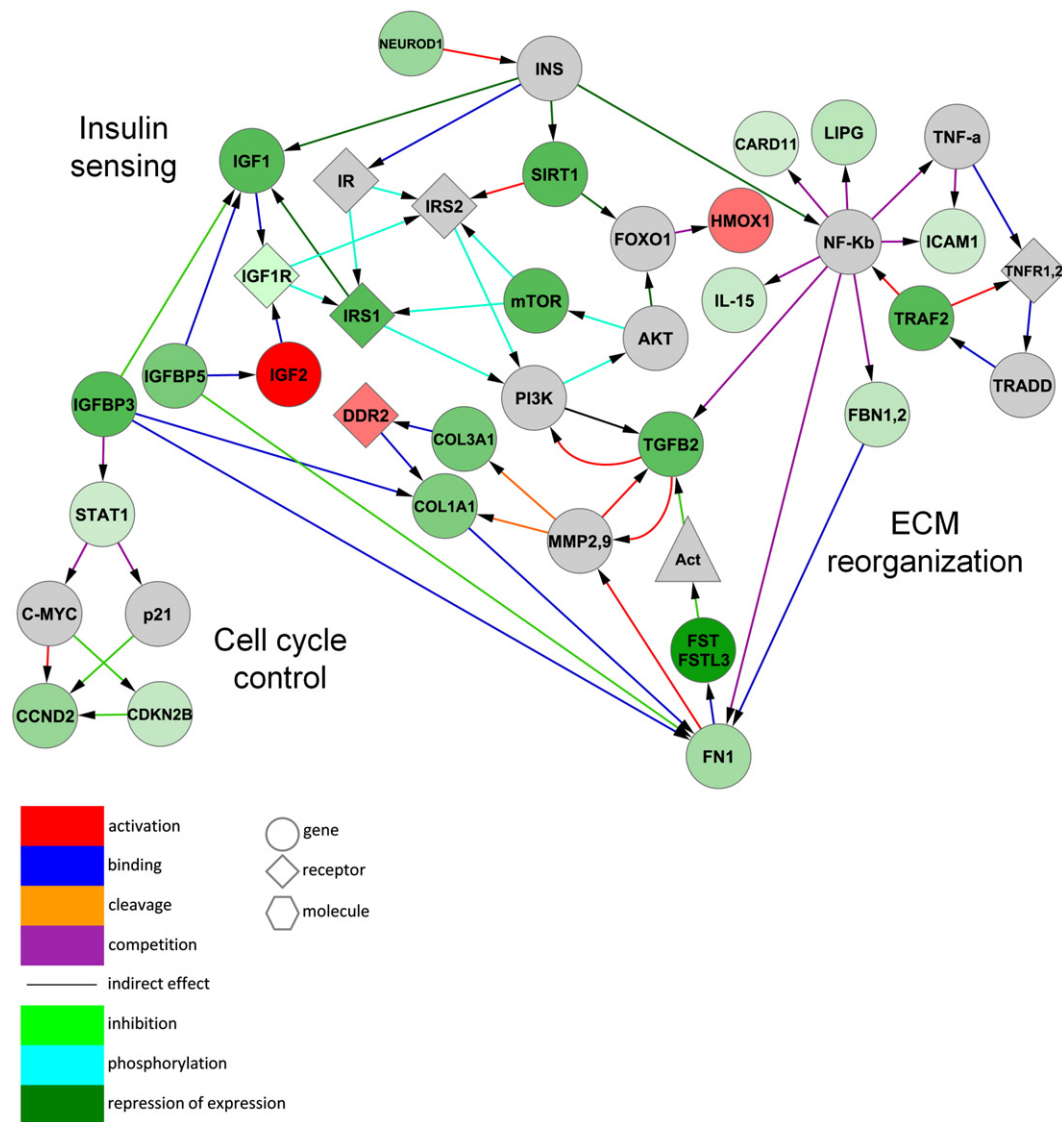 NEUROD1
INS
Insulin
sensing
IGF1
IR
IRS2
SIRT1
CARD11
LIPG
TNF-a
FOXO1
HMOX1
NF-Kb
ICAM1
IGF1R
IRS1
mTOR
AKT
IL-15
TNFR1,2
TRAF2
TRADD
IGFBP3
IGFBP5
IGF2
PI3K
DDR2
COL3A1
TGFB2
FBN1,2
STAT1
COL1A1
MMP2,9
Act
ECM
reorganization
C-MYC
p21
Cell cycle
control
FST
FSTL3
CCND2
CDKN2B
FN1
activation
binding
cleavage
competition
indirect effect
inhibition
phosphorylation
repression of expression
gene
receptor
molecule